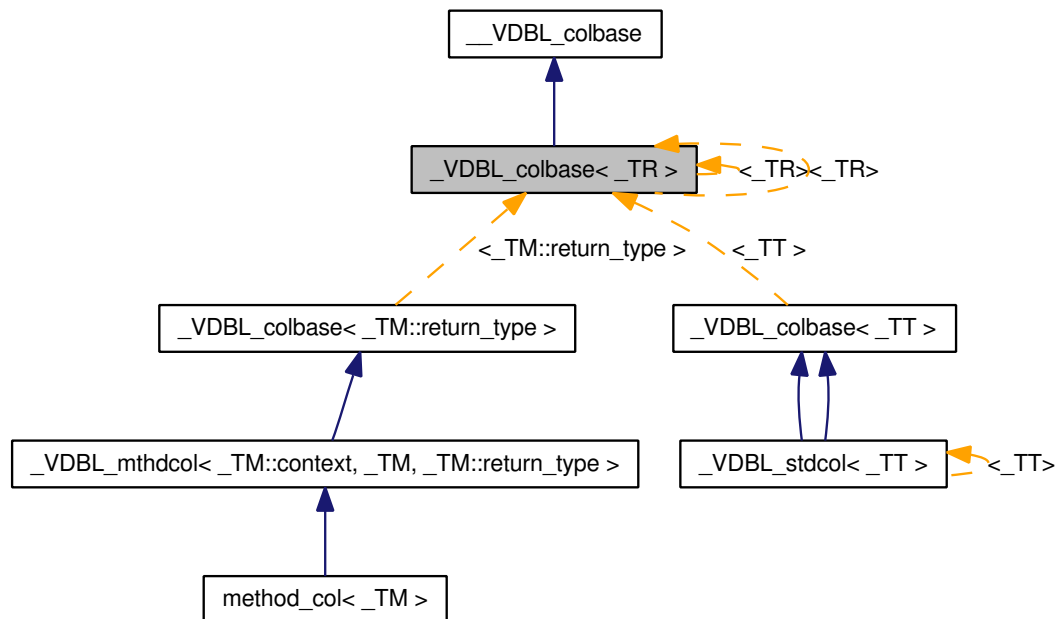 __VDBL_colbase
_VDBL_colbase< _TR >
<_TR>
<_TR>
<_TM::return_type >
<_TT >
_VDBL_colbase< _TM::return_type >
_VDBL_colbase< _TT >
_VDBL_mthdcol< _TM::context, _TM, _TM::return_type >
_VDBL_stdcol< _TT >
<_TT>
method_col< _TM >